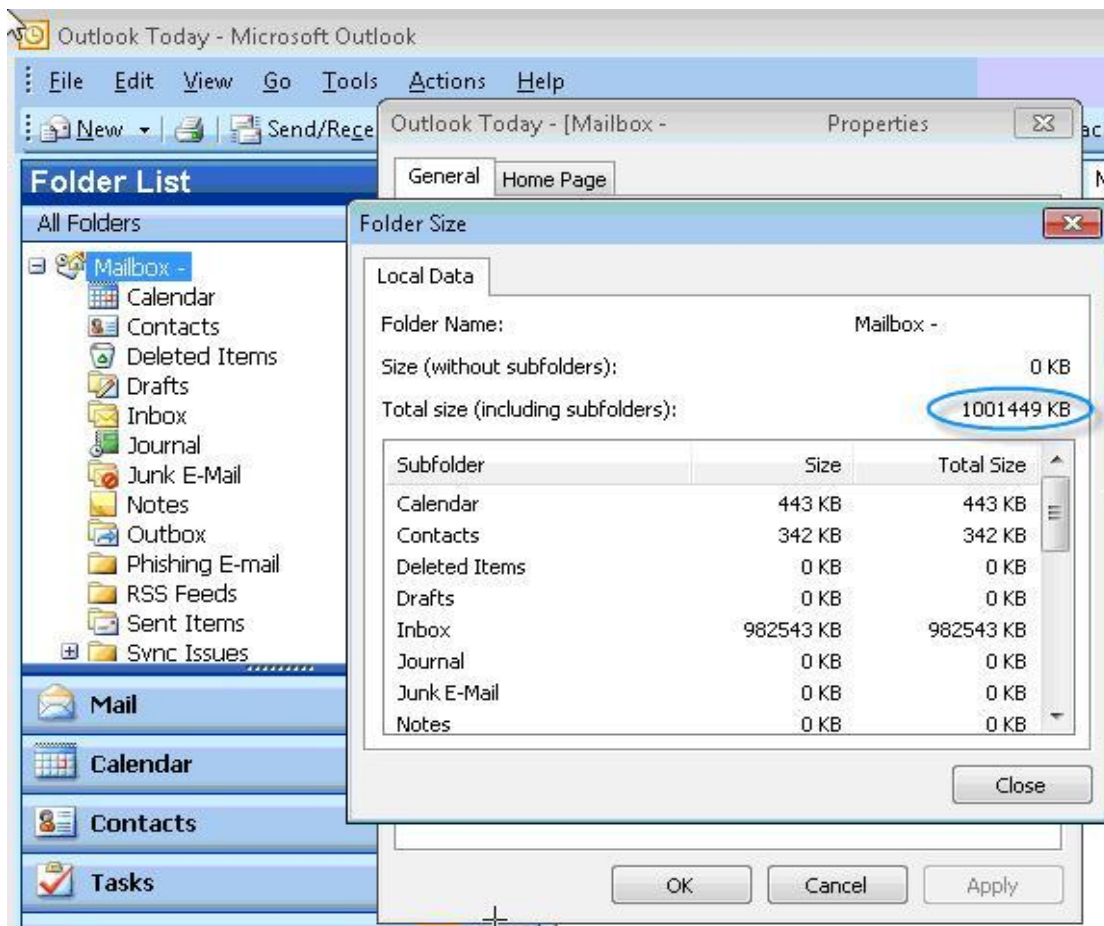 Outlook Today - Microsoft Outlook
File Edit View Go Tools Actions Help
New Send/Rece
Outlook Today - [Mailbox - Properties
General Home Page
Folder List
All Folders
Mailbox -
Calendar
Contacts
Deleted Items
Drafts
Inbox
Journal
Junk E-Mail
Notes
Outbox
Phishing E-mail
RSS Feeds
Sent Items
Sync Issues
Mail
Calendar
Contacts
Tasks
Folder Size
Local Data
Folder Name: Mailbox -
Size (without subfolders): 0 KB
Total size (including subfolders): 1001449 KB
Subfolder Size Total Size
Calendar 443 KB 443 KB
Contacts 342 KB 342 KB
Deleted Items 0 KB 0 KB
Drafts 0 KB 0 KB
Inbox 982543 KB 982543 KB
Journal 0 KB 0 KB
Junk E-Mail 0 KB 0 KB
Notes 0 KB 0 KB
Close
OK Cancel Apply